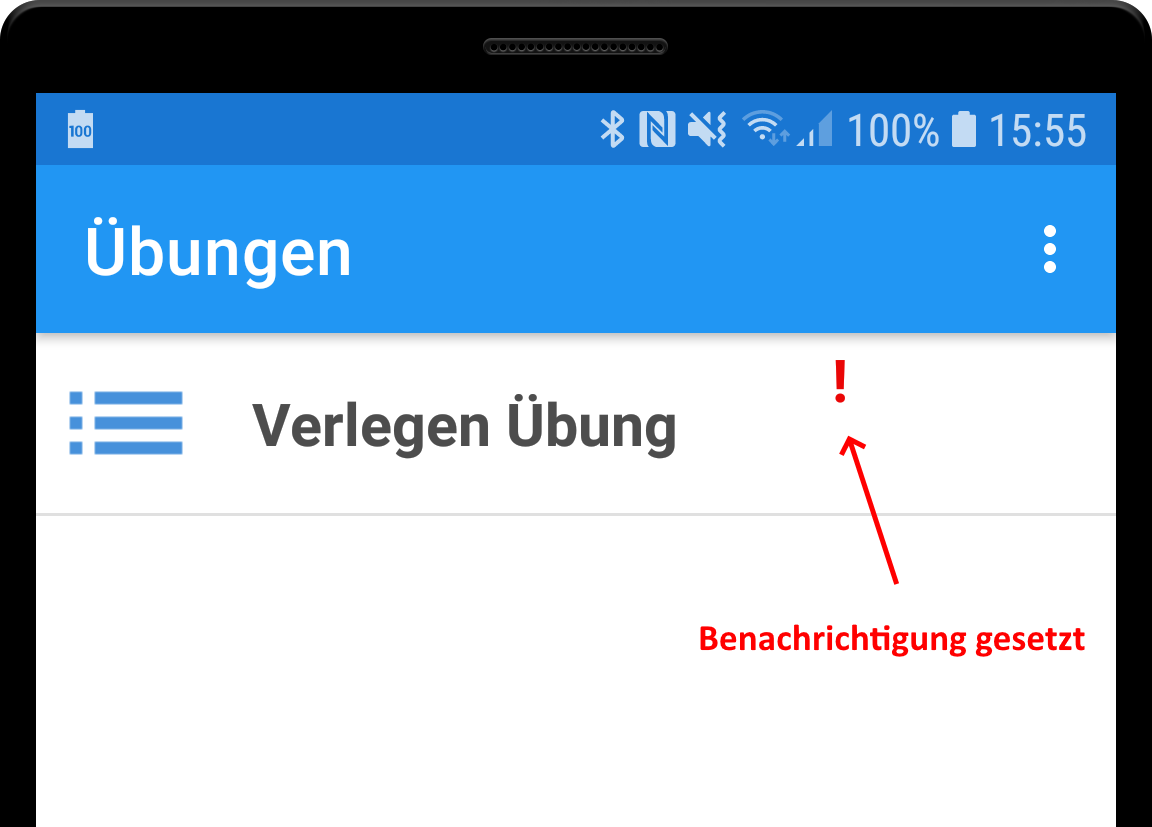 100
100% 15:55
Übungen
Verlegen Übung
!
Benachrichtigung gesetzt